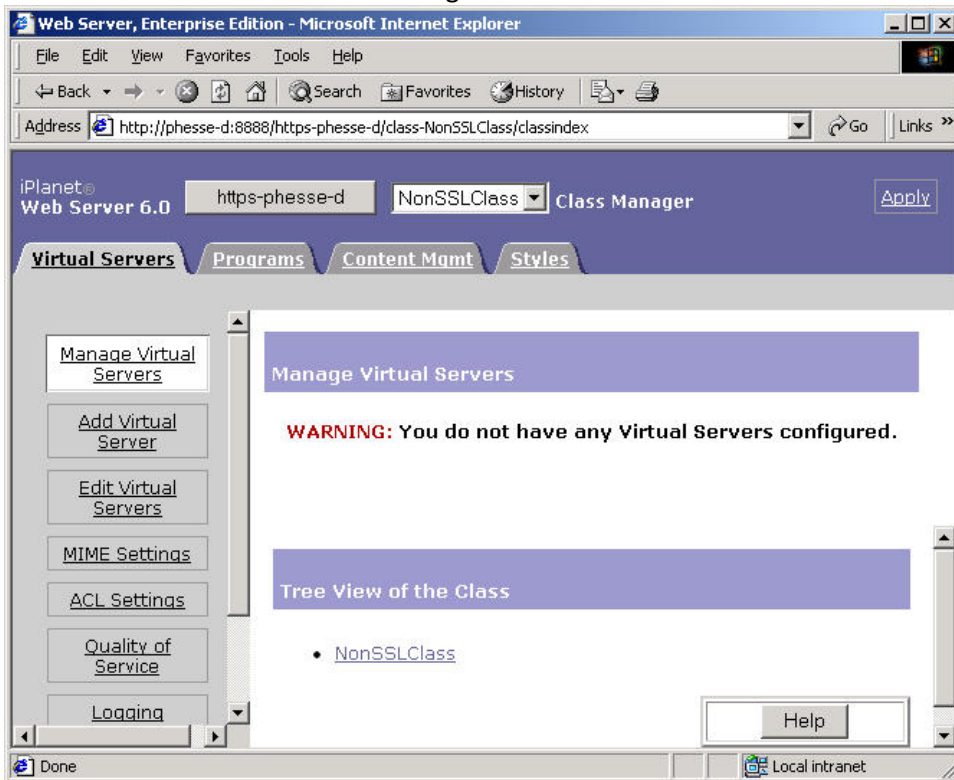 Web Server, Enterprise Edition - Microsoft Internet Explorer
File Edit View Favorites Tools Help
Back Search Favorites History
Address http://phesse-d:8888/https-phesse-d/class-NonSSLClass/classindex Go Links »
iPlanet®
Web Server 6.0 https-phesse-d NonSSLClass Class Manager Apply
Virtual Servers Programs Content Mgmt Styles
Manage Virtual
Servers
Add Virtual
Server
Edit Virtual
Servers
MIME Settings
ACL Settings
Quality of
Service
Logging
Manage Virtual Servers
WARNING: You do not have any Virtual Servers configured.
Tree View of the Class
• NonSSLClass
Help
Done Local intranet